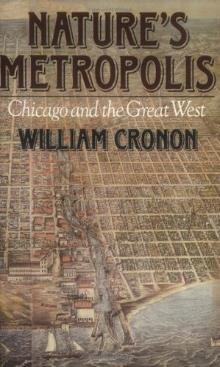 NATURE'S
METROPOLIS
Chicago and the Great West
WILLIAM CRONON